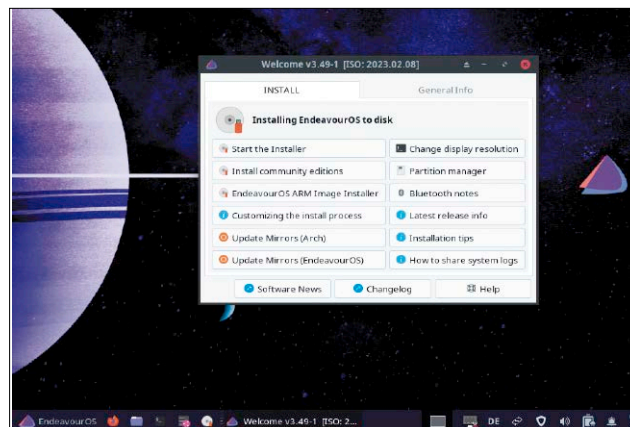 Welcome v3.49-1 [ISO: 2023.02.08]
INSTALL
General Info
Installing EndeavourOS to disk
Start the Installer
Change display resolution
Install community editions
Partition manager
EndeavourOS ARM Image Installer
Bluetooth notes
Customizing the install process
Latest release info
Update Mirrors (Arch)
Installation tips
Update Mirrors (EndeavourOS)
How to share system logs
Software News
Changelog
Help
EndeavourOS
Welcome v3.49-1 [ISO: 2...
DE